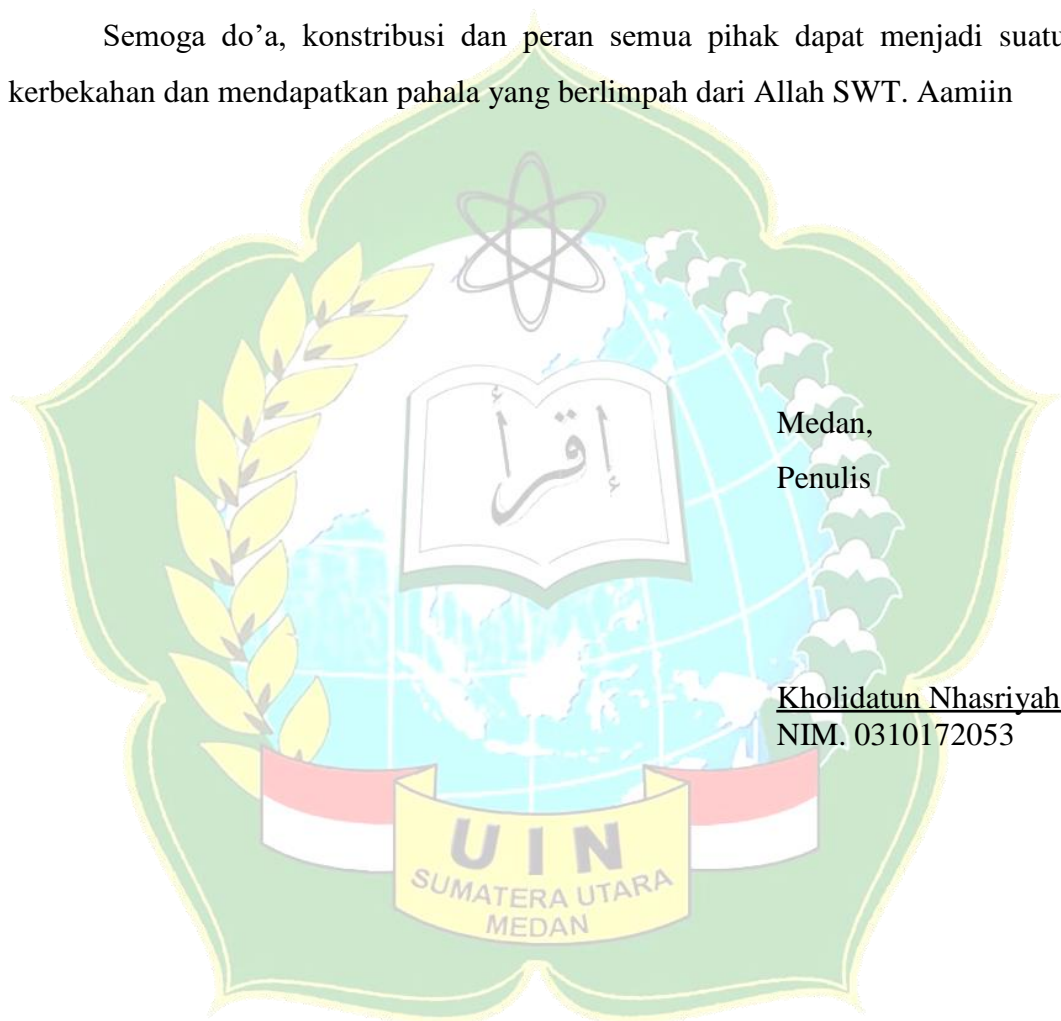 Semoga do’a, konstribusi dan peran semua pihak dapat menjadi suatu
kerbekahan dan mendapatkan pahala yang berlimpah dari Allah SWT. Aamiin
إقرأ
Medan,
Penulis
Kholidatun Nhasriyah
NIM. 0310172053
UIN
SUMATERA UTARA
MEDAN